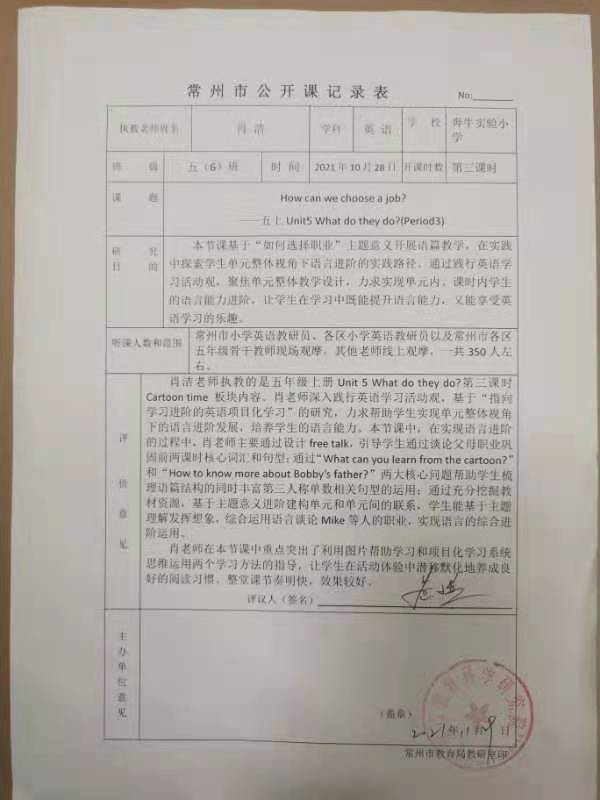 常州市公开课记录表
No:
执教老师姓名 肖洁 学科 英语 学校 奔牛实验小学
班级 五（6）班 时间 2021年10月28日 开课时数 第三课时
课题 How can we choose a job?
——五上 Unit5 What do they do?(Period3)
研究目的
本节课基于“如何选择职业”主题意义开展语篇教学，在实践
中探索学生单元整体视角下语言进阶的实践路径。通过践行英语学
习活动观，聚焦单元整体教学设计，力求实现单元内、课时内学生
的语言能力进阶，让学生在学习中既能提升语言能力，又能享受英
语学习的乐趣。
听课人数和范围
常州市小学英语教研员、各区小学英语教研员以及常州市各区
五年级骨干教师现场观摩，其他老师线上观摩，一共 350 人左
右。
评价意见
肖洁老师执教的是五年级上册 Unit 5 What do they do?第三课时
Cartoon time 板块内容。肖老师深入践行英语学习活动观，基于“指向
学习进阶的英语项目化学习”的研究，力求帮助学生实现单元整体视角
下的语言进阶发展，培养学生的语言能力。本节课中，在实现语言进阶
的过程中，肖老师主要通过设计 free talk，引导学生通过谈论父母职业巩
固前两课时核心词汇和句型；通过“What can you learn from the cartoon?”
和“How to know more about Bobby's father?”两大核心问题帮助学生梳
理语篇结构的同时丰富第三人称单数相关句型的运用；通过充分挖掘教
材资源，基于主题意义进阶建构单元和单元间的联系，学生能基于主题
理解发挥想象，综合运用语言谈论 Mike 等人的职业，实现语言的综合进
阶运用。
肖老师在本节课中重点突出了利用图片帮助学习和项目化学习系统
思维运用两个学习方法的指导，让学生在活动体验中潜移默化地养成良
好的阅读习惯。整堂课节奏明快，效果较好。
评议人（签名）
主办单位意见
（盖章）
2021年11月9日
常州市教育局教研室印